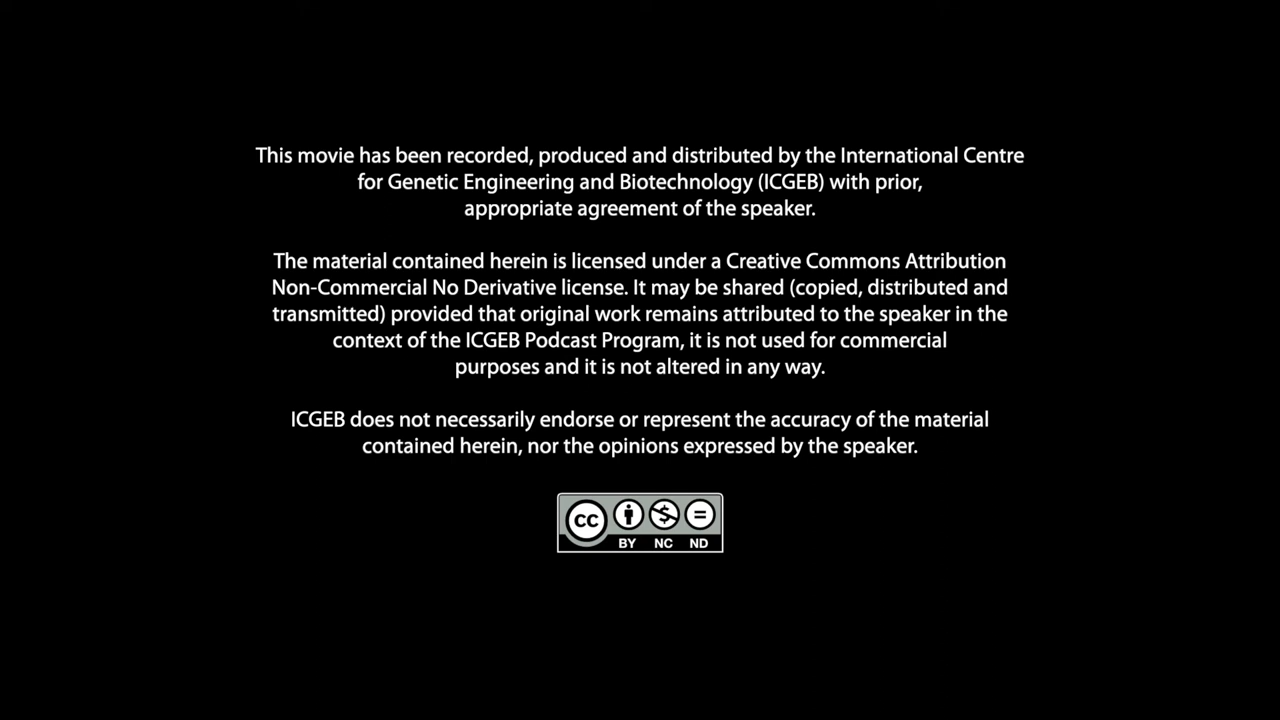 This movie has been recorded, produced and distributed by the International Centre
for Genetic Engineering and Biotechnology (ICGEB) with prior,
appropriate agreement of the speaker.
The material contained herein is licensed under a Creative Commons Attribution
Non-Commercial No Derivative license. It may be shared (copied, distributed and
transmitted) provided that original work remains attributed to the speaker in the
context of the ICGEB Podcast Program, it is not used for commercial
purposes and it is not altered in any way.
ICGEB does not necessarily endorse or represent the accuracy of the material
contained herein, nor the opinions expressed by the speaker.
CC $ =
BY NC ND